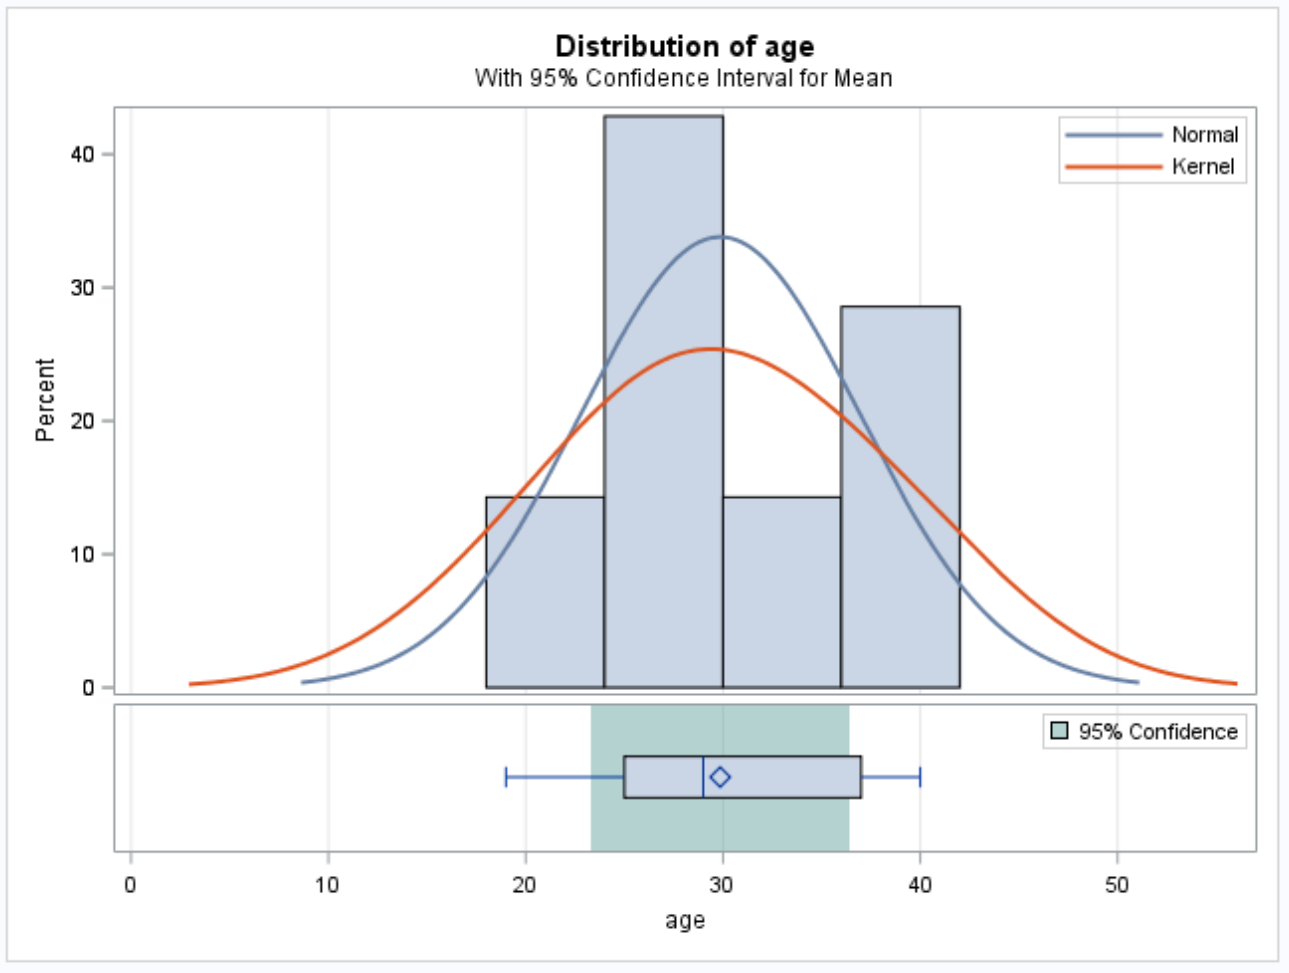 Distribution of age
With 95% Confidence Interval for Mean
Normal
Kernel
40
30
20
10
0
Percent
95% Confidence
0 10 20 30 40 50
age